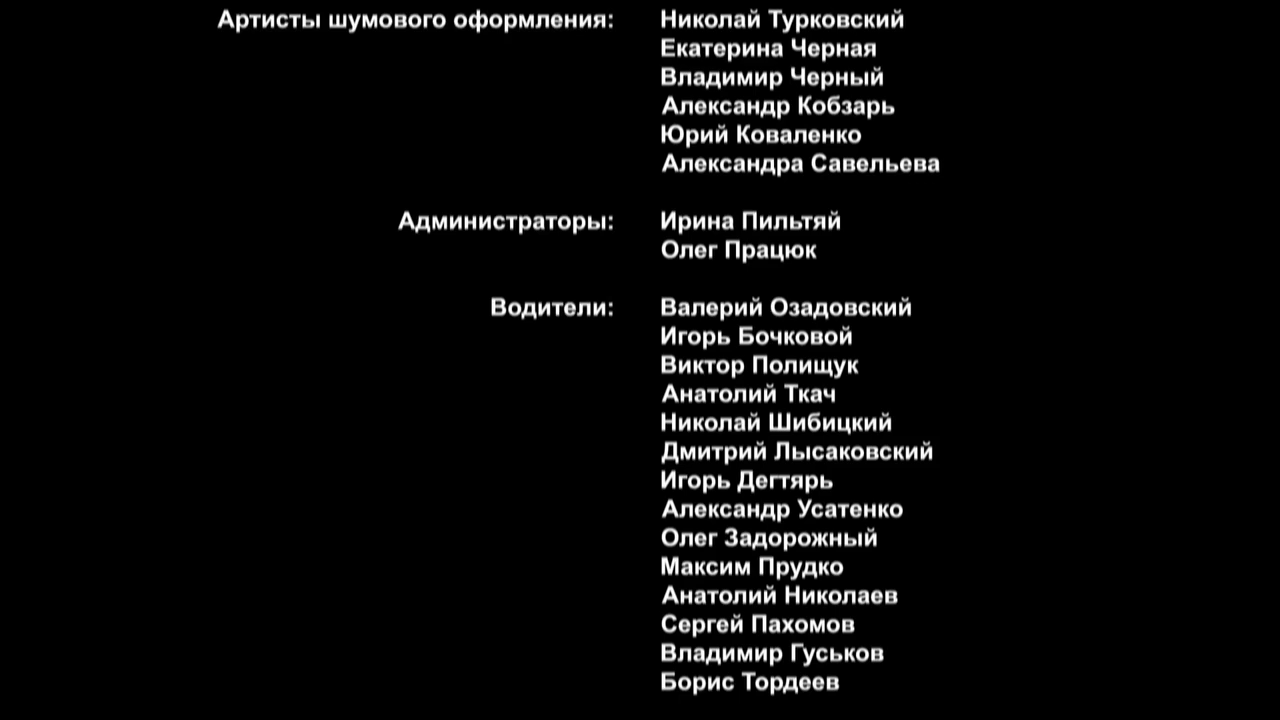 Артисты шумового оформления: Николай Турковский
Екатерина Черная
Владимир Черный
Александр Кобзарь
Юрий Коваленко
Александра Савельева
Администраторы: Ирина Пильтяй
Олег Працюк
Водители: Валерий Озадовский
Игорь Бочковой
Виктор Полищук
Анатолий Ткач
Николай Шибицкий
Дмитрий Лысаковский
Игорь Дегтярь
Александр Усатенко
Олег Задорожный
Максим Прудко
Анатолий Николаев
Сергей Пахомов
Владимир Гуськов
Борис Тордеев